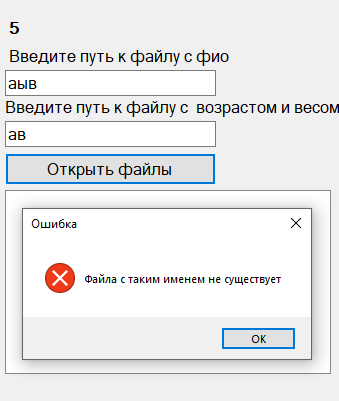 5
Введите путь к файлу с фио
аыв
Введите путь к файлу с возрастом и весом
ав
Открыть файлы
Ошибка
Файла с таким именем не существует
OK